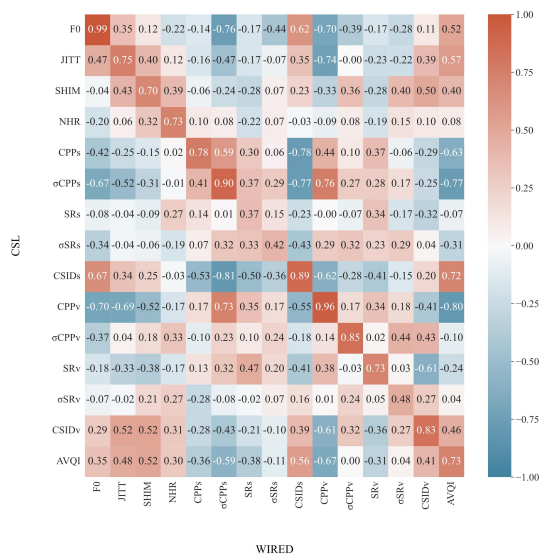 F0 0.99 0.35 0.12 -0.22 -0.14 -0.76 -0.17 -0.44 0.62 -0.70 -0.39 -0.17 -0.28 0.11 0.52 1.00
JITT 0.47 0.75 0.40 0.12 -0.16 -0.47 -0.02 -0.07 0.35 -0.74 -0.00 -0.23 -0.22 0.39 0.57 0.75
SHIM -0.04 0.43 0.70 0.39 -0.06 -0.24 -0.28 0.07 0.23 -0.33 0.36 -0.28 0.40 0.50 0.40
NHR -0.20 0.06 0.32 0.73 0.10 0.08 -0.22 0.07 -0.03 -0.09 0.08 -0.19 0.15 0.10 0.08 0.50
CPPs -0.42 -0.25 -0.15 0.02 0.78 0.59 0.30 0.06 -0.78 0.44 0.10 0.37 -0.06 -0.29 -0.63
σCPPs -0.67 -0.52 -0.31 -0.01 0.41 0.90 0.37 0.29 -0.77 0.76 0.27 0.28 0.17 -0.25 -0.77 0.25
SRs -0.08 -0.04 -0.09 0.27 0.14 0.01 0.37 0.15 -0.23 -0.00 -0.07 0.34 -0.17 -0.32 -0.07
CSL
σSRs -0.34 -0.04 -0.06 -0.19 0.07 0.32 0.33 0.42 -0.43 0.29 0.32 0.23 0.29 0.04 -0.31 0.00
CSIDs 0.67 0.34 0.25 -0.03 -0.53 -0.81 -0.50 -0.36 0.89 -0.62 -0.28 -0.41 -0.15 0.20 0.72
CPPv -0.70 -0.69 -0.52 -0.17 0.17 0.73 0.35 0.17 -0.55 0.96 0.17 0.34 0.18 -0.41 -0.80 -0.25
σCPPv -0.37 0.04 0.18 0.33 -0.10 0.23 0.10 0.24 -0.18 0.14 0.85 0.02 0.44 0.43 -0.10
SRv -0.18 -0.33 -0.38 -0.17 0.13 0.32 0.47 0.20 -0.41 0.38 -0.03 0.73 0.03 -0.61 -0.24 -0.50
σSRv -0.07 -0.02 0.21 0.27 -0.28 -0.08 -0.02 0.07 0.16 0.01 0.24 0.05 0.48 0.27 0.04
CSIDv 0.29 0.52 0.52 0.31 -0.28 -0.43 -0.21 -0.10 0.39 -0.61 0.32 -0.36 0.27 0.83 0.46 -0.75
AVQI 0.35 0.48 0.52 0.30 -0.36 -0.59 -0.38 -0.11 0.56 -0.67 0.00 -0.31 0.04 0.41 0.73 -1.00
F0 JITT SHIM NHR CPPs σCPPs SRs σSRs CSIDs CPPv σCPPv SRv σSRv CSIDv AVQI
WIRED